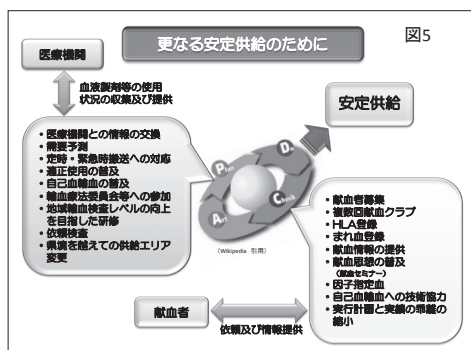 更なる安定供給のために
図5
医療機関
血液製剤等の使用
状況の収集及び提供
安定供給
・医療機関との情報の交換
・需要予測
・定時・緊急時搬送への対応
・適正使用の普及
・自己血輸血の普及
・輸血療法委員会等への参加
・地域輸血検査レベルの向上
を目指した研修
・依頼検査
・県境を越えての供給エリア
変更
Plan
Do
Check
Act
(Wikipedia 引用)
・献血者募集
・複数回献血クラブ
・HLA登録
・まれ血登録
・献血情報の提供
・献血思想の普及
(献血セミナー)
・因子指定血
・自己血輸血への技術協力
・実行計画と実績の乖離の
縮小
献血者
依頼及び情報提供